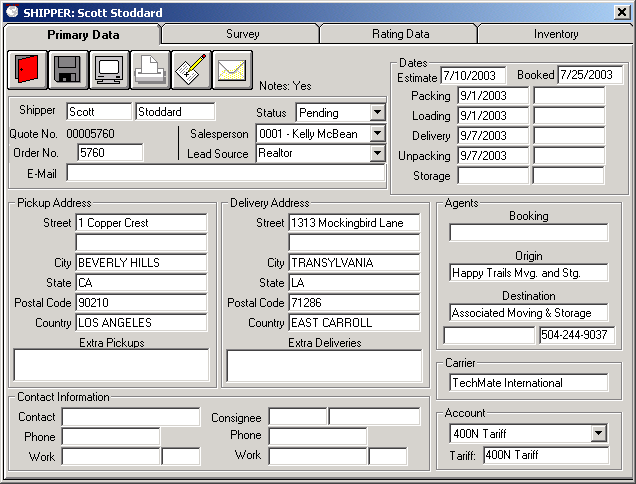 SHIPPER: Scott Stoddard
Primary Data Survey Rating Data Inventory
Notes: Yes
Shipper Scott Stoddard Status Pending
Quote No. 00005760 Salesperson 0001 - Kelly McBean
Order No. 5760 Lead Source Realtor
E-Mail
Dates
Estimate 7/10/2003 Booked 7/25/2003
Packing 9/1/2003
Loading 9/1/2003
Delivery 9/7/2003
Unpacking 9/7/2003
Storage
Pickup Address
Street 1 Copper Crest
City BEVERLY HILLS
State CA
Postal Code 90210
Country LOS ANGELES
Extra Pickups
Delivery Address
Street 1313 Mockingbird Lane
City TRANSYLVANIA
State LA
Postal Code 71286
Country EAST CARROLL
Extra Deliveries
Agents
Booking
Origin
Happy Trails Mvg. and Stg.
Destination
Associated Moving & Storage
504-244-9037
Carrier
TechMate International
Contact Information
Contact Consignee
Phone Phone
Work Work
Account
400N Tariff
Tariff: 400N Tariff